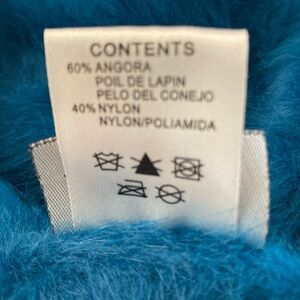 CONTENTS
60% ANGORA
POIL DE LAPIN
PELO DEL CONEJO
40% NYLON
NYLON/POLIAMIDA